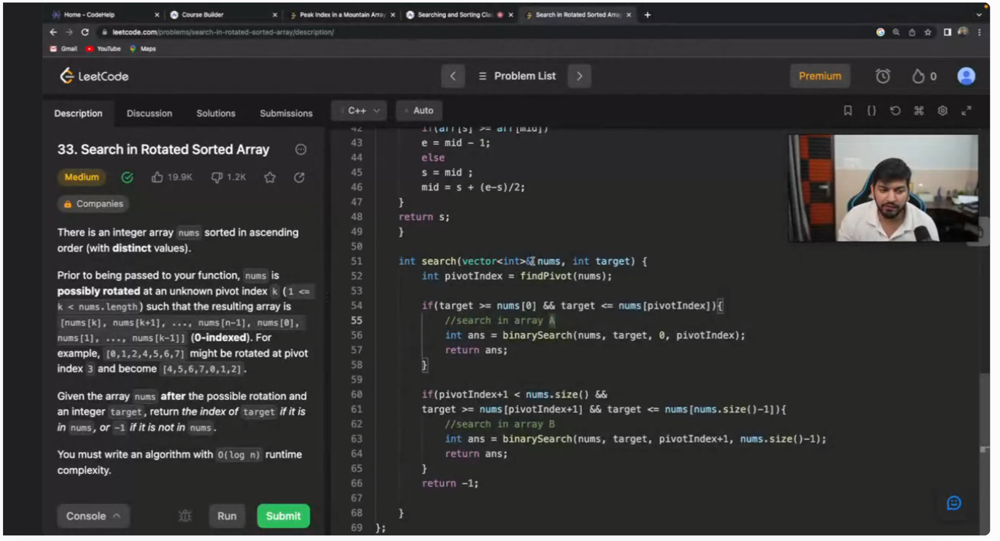 Home - CodeHelp
Course Builder
Peak Index in a Mountain Array
Searching and Sorting Cla
Search in Rotated Sorted Arra
leetcode.com/problems/search-in-rotated-sorted-array/description/
Gmail
YouTube
Maps
LeetCode
Problem List
Premium
0
Description
Discussion
Solutions
Submissions
C++
Auto
33. Search in Rotated Sorted Array
Medium
19.9K
1.2K
Companies
There is an integer array nums sorted in ascending
order (with distinct values).
Prior to being passed to your function, nums is
possibly rotated at an unknown pivot index k (1 <=
k < nums.length) such that the resulting array is
[nums[k], nums[k+1], ..., nums[n-1], nums[0],
nums[1], ..., nums[k-1]] (0-indexed). For
example, [0,1,2,4,5,6,7] might be rotated at pivot
index 3 and become [4,5,6,7,0,1,2].
Given the array nums after the possible rotation and
an integer target, return the index of target if it is
in nums, or -1 if it is not in nums.
You must write an algorithm with O(log n) runtime
complexity.
Console
Run
Submit
42 if(arr[s] >= arr[mid])
43 e = mid - 1;
44 else
45 s = mid ;
46 mid = s + (e-s)/2;
47 }
48 return s;
49 }
50
51 int search(vector<int>& nums, int target) {
52 int pivotIndex = findPivot(nums);
53
54 if(target >= nums[0] && target <= nums[pivotIndex]){
55 //search in array A
56 int ans = binarySearch(nums, target, 0, pivotIndex);
57 return ans;
58 }
59
60 if(pivotIndex+1 < nums.size() &&
61 target >= nums[pivotIndex+1] && target <= nums[nums.size()-1]){
62 //search in array B
63 int ans = binarySearch(nums, target, pivotIndex+1, nums.size()-1);
64 return ans;
65 }
66 return -1;
67
68 }
69 };